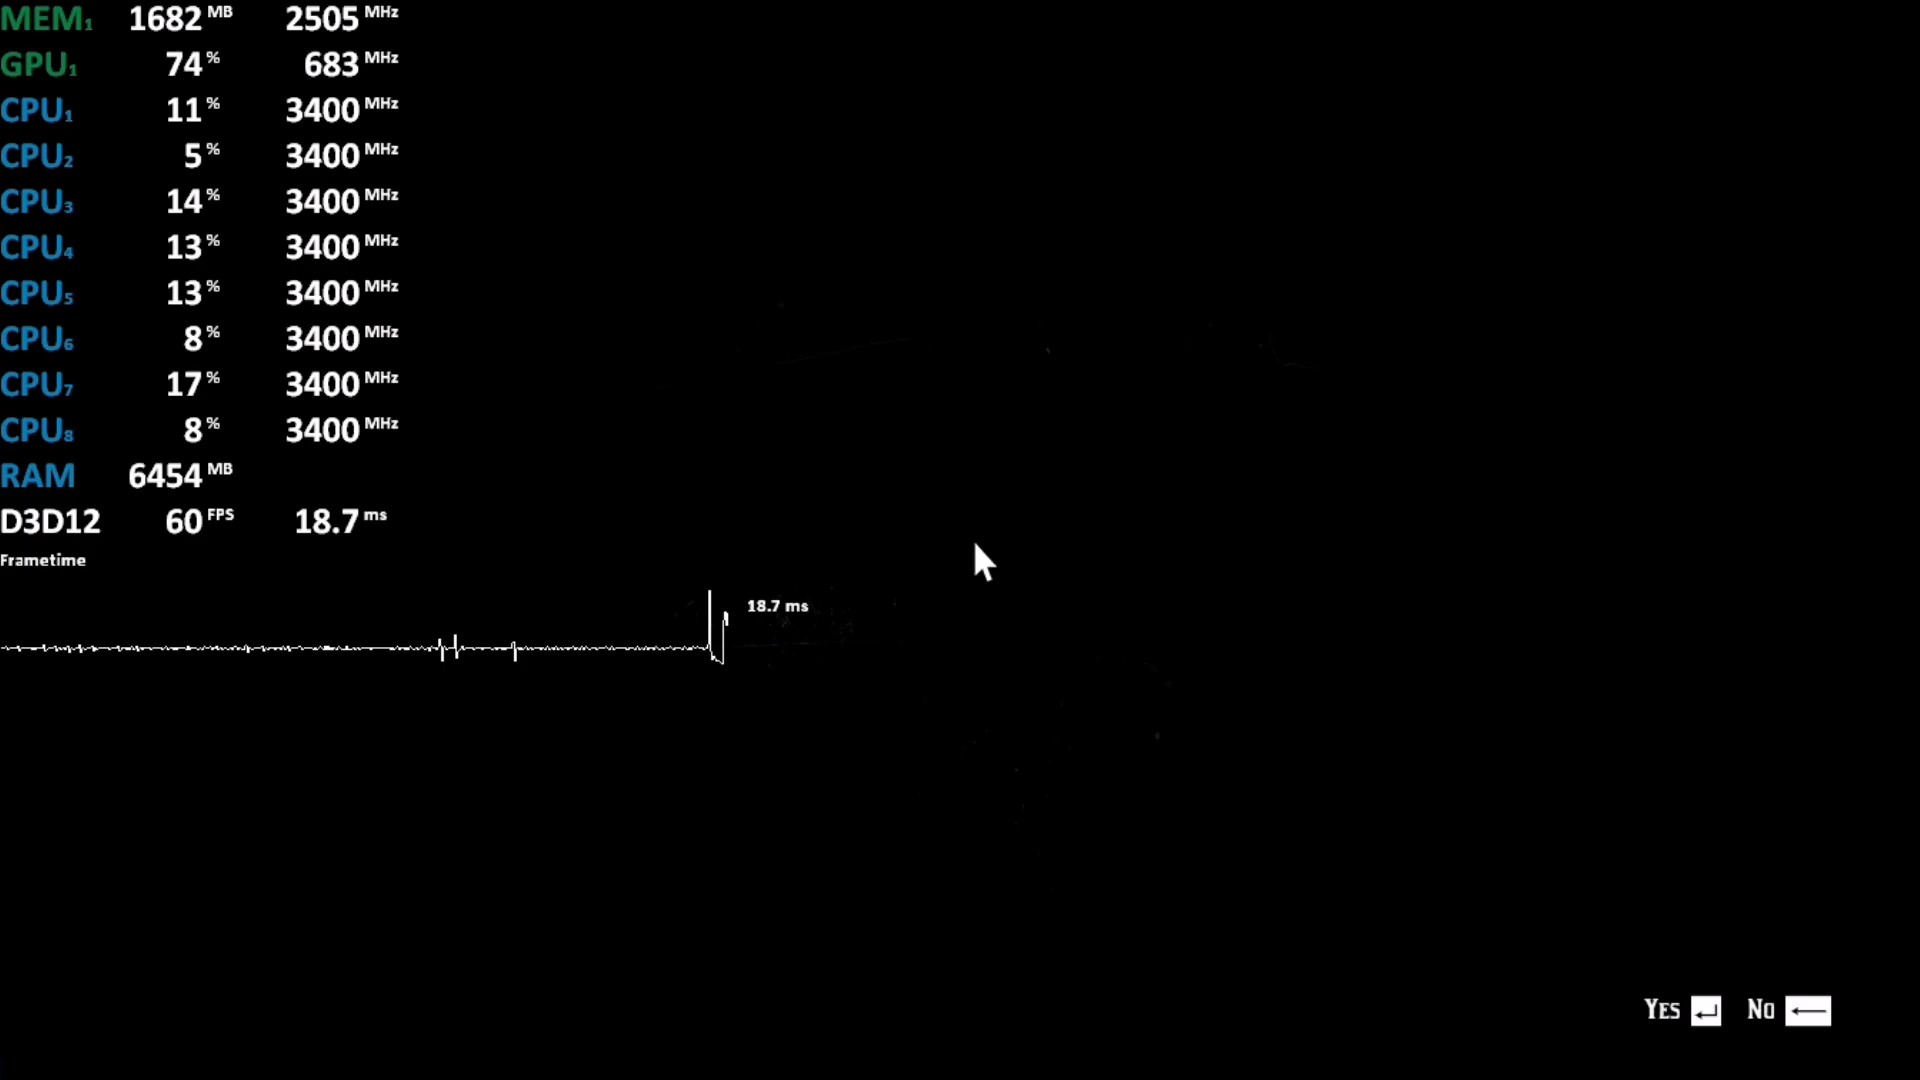 MEM1 1682 MB 2505 MHz
GPU1 74 % 683 MHz
CPU1 11 % 3400 MHz
CPU2 5 % 3400 MHz
CPU3 14 % 3400 MHz
CPU4 13 % 3400 MHz
CPU5 13 % 3400 MHz
CPU6 8 % 3400 MHz
CPU7 17 % 3400 MHz
CPU8 8 % 3400 MHz
RAM 6454 MB
D3D12 60 FPS 18.7 ms
Frametime
18.7 ms
Yes No